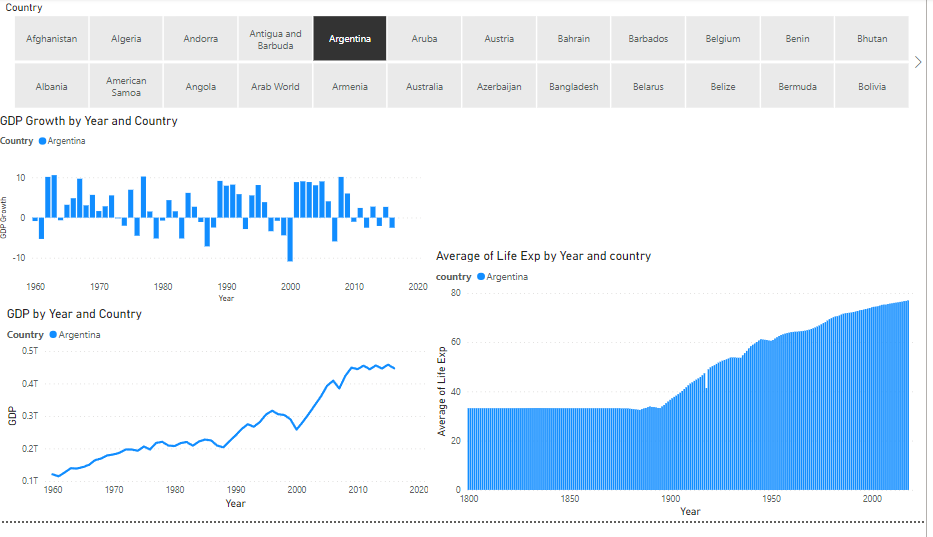 Country
Afghanistan
Algeria
Andorra
Antigua and
Barbuda
Argentina
Aruba
Austria
Bahrain
Barbados
Belgium
Benin
Bhutan
Albania
American
Samoa
Angola
Arab World
Armenia
Australia
Azerbaijan
Bangladesh
Belarus
Belize
Bermuda
Bolivia
GDP Growth by Year and Country
Country Argentina
GDP Growth
10
0
-10
1960 1970 1980 1990 2000 2010 2020
Year
GDP by Year and Country
Country Argentina
GDP
0.5T
0.4T
0.3T
0.2T
0.1T
1960 1970 1980 1990 2000 2010 2020
Year
Average of Life Exp by Year and country
country Argentina
Average of Life Exp
80
60
40
20
0
1800 1850 1900 1950 2000
Year